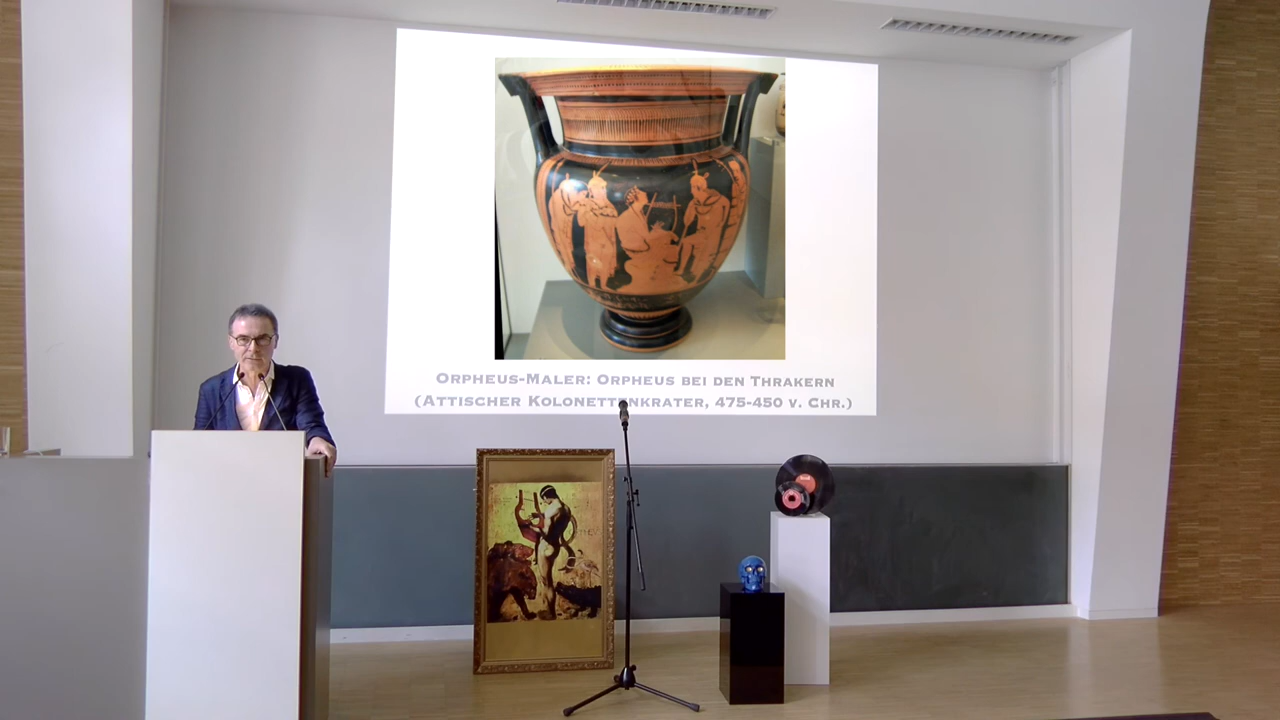 Orpheus-Maler: Orpheus bei den Thrakern
(Attischer Kolonettenkrater, 475-450 v. Chr.)